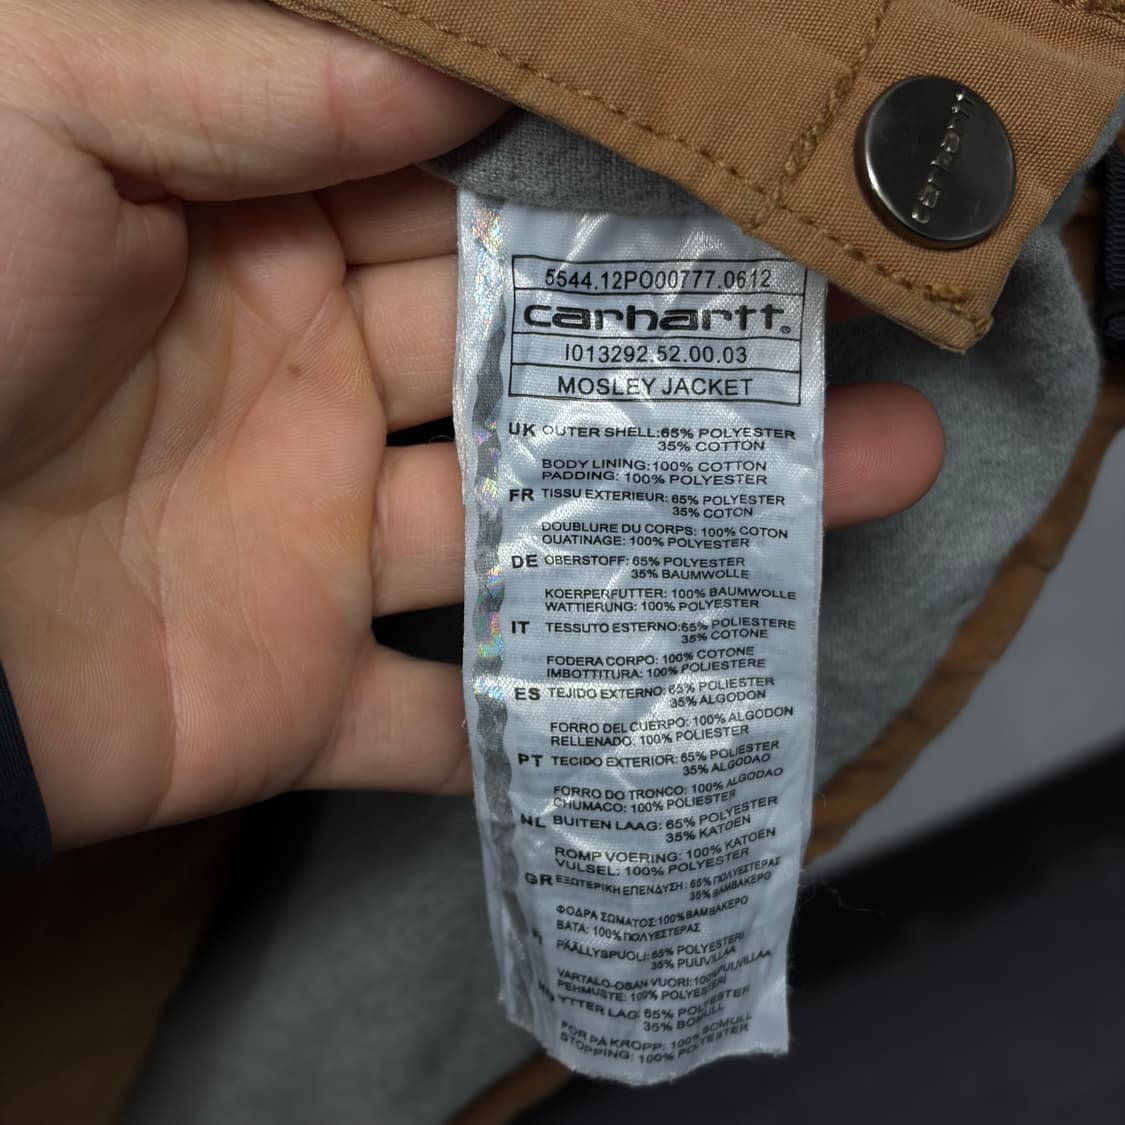 carhartt
5544.12PO00777.0612
carhartt®
I013292.52.00.03
MOSLEY JACKET
UK OUTER SHELL:65% POLYESTER
35% COTTON
BODY LINING:100% COTTON
PADDING: 100% POLYESTER
FR TISSU EXTERIEUR: 65% POLYESTER
35% COTON
DOUBLURE DU CORPS: 100% COTON
OUATINAGE: 100% POLYESTER
DE OBERSTOFF: 65% POLYESTER
35% BAUMWOLLE
KOERPERFUTTER: 100% BAUMWOLLE
WATTIERUNG: 100% POLYESTER
IT TESSUTO ESTERNO:65% POLIESTERE
35% COTONE
FODERA CORPO: 100% COTONE
IMBOTTITURA: 100% POLIESTERE
ES TEJIDO EXTERNO: 65% POLIESTER
35% ALGODON
FORRO DEL CUERPO: 100% ALGODON
RELLENADO: 100% POLIESTER
PT TECIDO EXTERIOR: 65% POLIESTER
35% ALGODAO
FORRO DO TRONCO: 100% ALGODAO
CHUMACO: 100% POLIESTER
NL BUITEN LAAG: 65% POLYESTER
35% KATOEN
ROMP VOERING: 100% KATOEN
VULSEL: 100% POLYESTER
GR ΕΞΩΤΕΡΙΚΗ ΕΠΕΝΔΥΣΗ: 65% ΠΟΛΥΕΣΤΕΡΑΣ
35% ΒΑΜΒΑΚΕΡΟ
ΦΟΔΡΑ ΣΩΜΑΤΟΣ:100% ΒΑΜΒΑΚΕΡΟ
ΒΑΤΑ: 100% ΠΟΛΥΕΣΤΕΡΑΣ
FI PÄÄLLYSPUOLI: 65% POLYESTERI
35% PUUVILLAA
VARTALO-OSAN VUORI:100%PUUVILLAA
PEHMUSTE: 100% POLYESTERI
NO YTTER LAG: 65% POLYESTER
35% BOMULL
FOR PÅ KROPP: 100% BOMULL
STOPPING: 100% POLYESTER